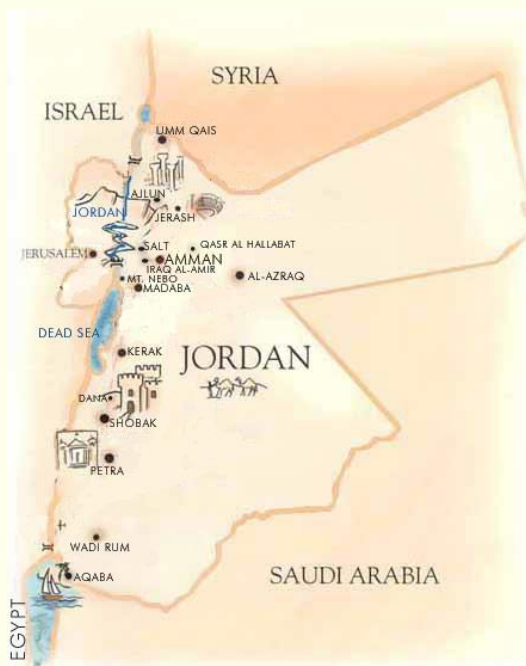 SYRIA
ISRAEL
UMM QAIS
AJLUN
JORDAN
JERASH
SALT
QASR AL HALLABAT
JERUSALEM
AMMAN
IRAQ AL-AMIR
AL-AZRAQ
MT. NEBO
MADABA
DEAD SEA
KERAK
JORDAN
DANA
SHOBAK
PETRA
WADI RUM
AQABA
SAUDI ARABIA
EGYPT